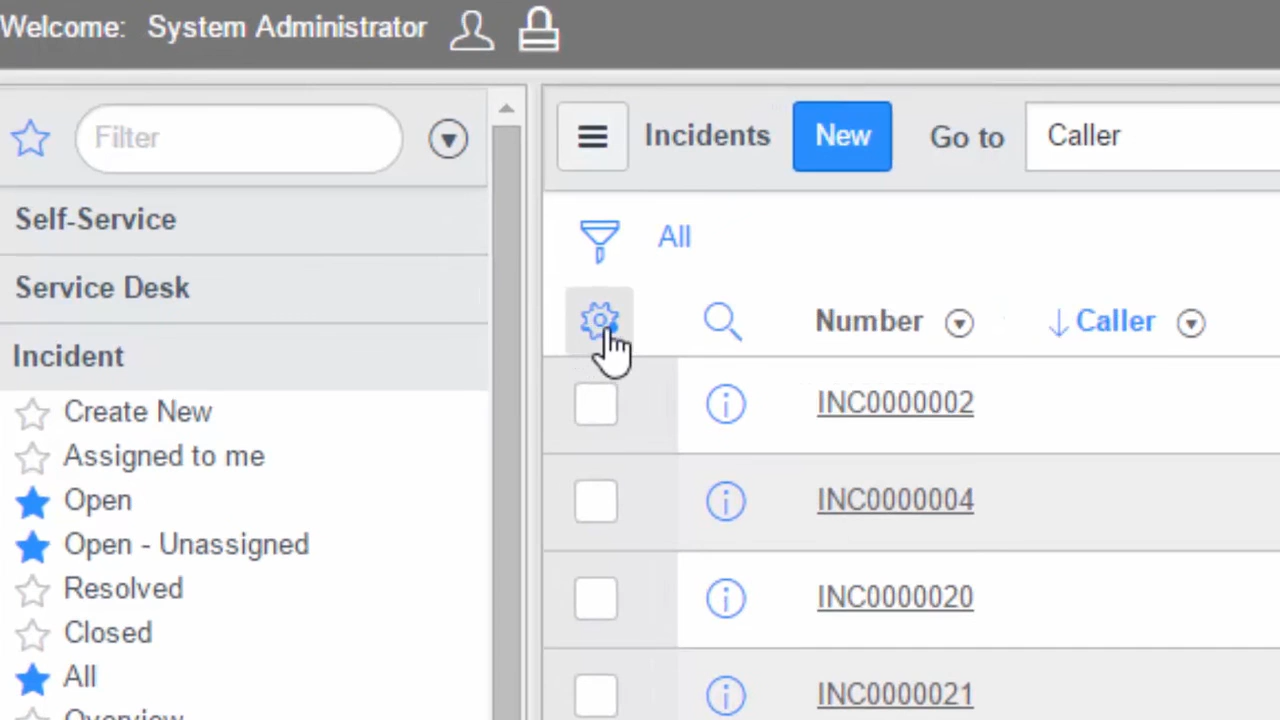 Welcome: System Administrator
Filter
Self-Service
Service Desk
Incident
Create New
Assigned to me
Open
Open - Unassigned
Resolved
Closed
All
Overview
Incidents New Go to Caller
All
Number Caller
INC0000002
INC0000004
INC0000020
INC0000021